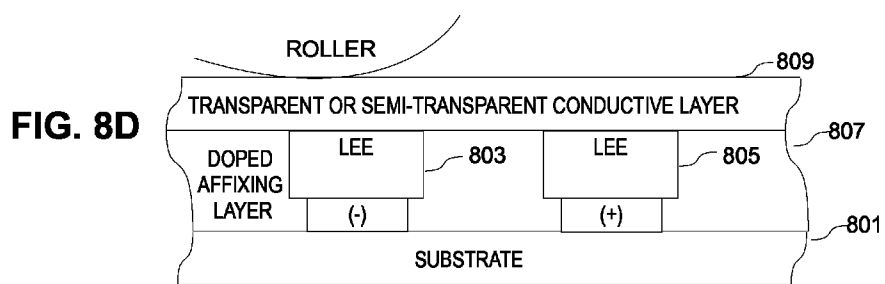 ROLLER
809
TRANSPARENT OR SEMI-TRANSPARENT CONDUCTIVE LAYER
FIG. 8D
807
LEE 803 LEE 805
DOPED
AFFIXING
LAYER
(-) (+)
801
SUBSTRATE